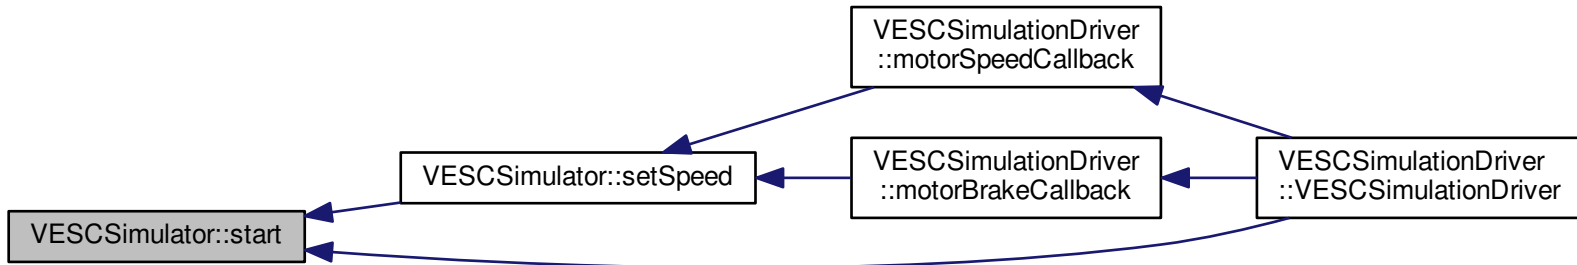 VESCSimulationDriver
::motorSpeedCallback
VESCSimulator::setSpeed
VESCSimulationDriver
::motorBrakeCallback
VESCSimulationDriver
::VESCSimulationDriver
VESCSimulator::start